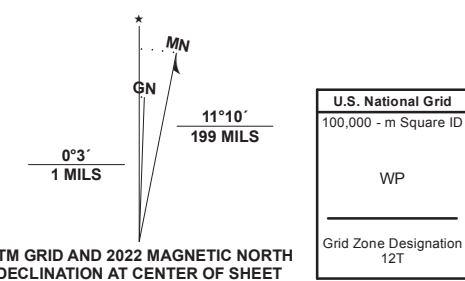 ★
MN
GN
11°10´
199 MILS
0°3´
1 MILS
TM GRID AND 2022 MAGNETIC NORTH
DECLINATION AT CENTER OF SHEET
U.S. National Grid
100,000 - m Square ID
WP
Grid Zone Designation
12T